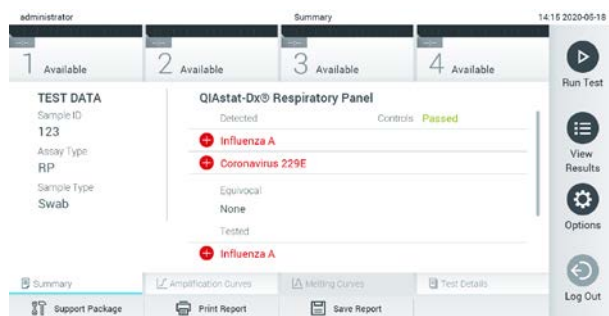 administrator Summary 14:15 2020-06-18
1 Available 2 Available 3 Available 4 Available
Run Test
TEST DATA
Sample ID
123
Assay Type
RP
Sample Type
Swab
QIAstat-Dx® Respiratory Panel
Detected Controls Passed
Influenza A
Coronavirus 229E
Equivocal
None
Tested
Influenza A
View
Results
Options
Log Out
Summary Amplification Curves Melting Curves Test Details
Support Package Print Report Save Report